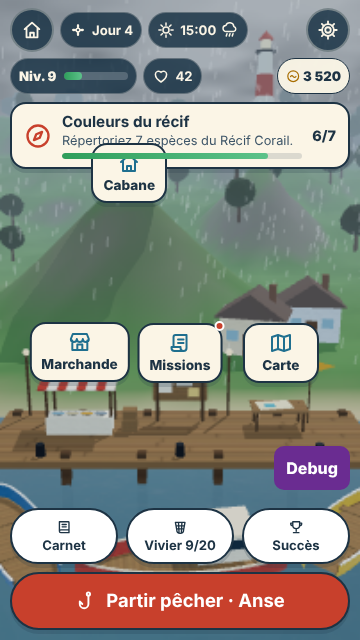 Jour 4
15:00
Niv. 9
42
3 520
Couleurs du récif
Répertoriez 7 espèces du Récif Corail.
6/7
Cabane
Marchande
Missions
Carte
Debug
Carnet
Vivier 9/20
Succès
Partir pêcher · Anse